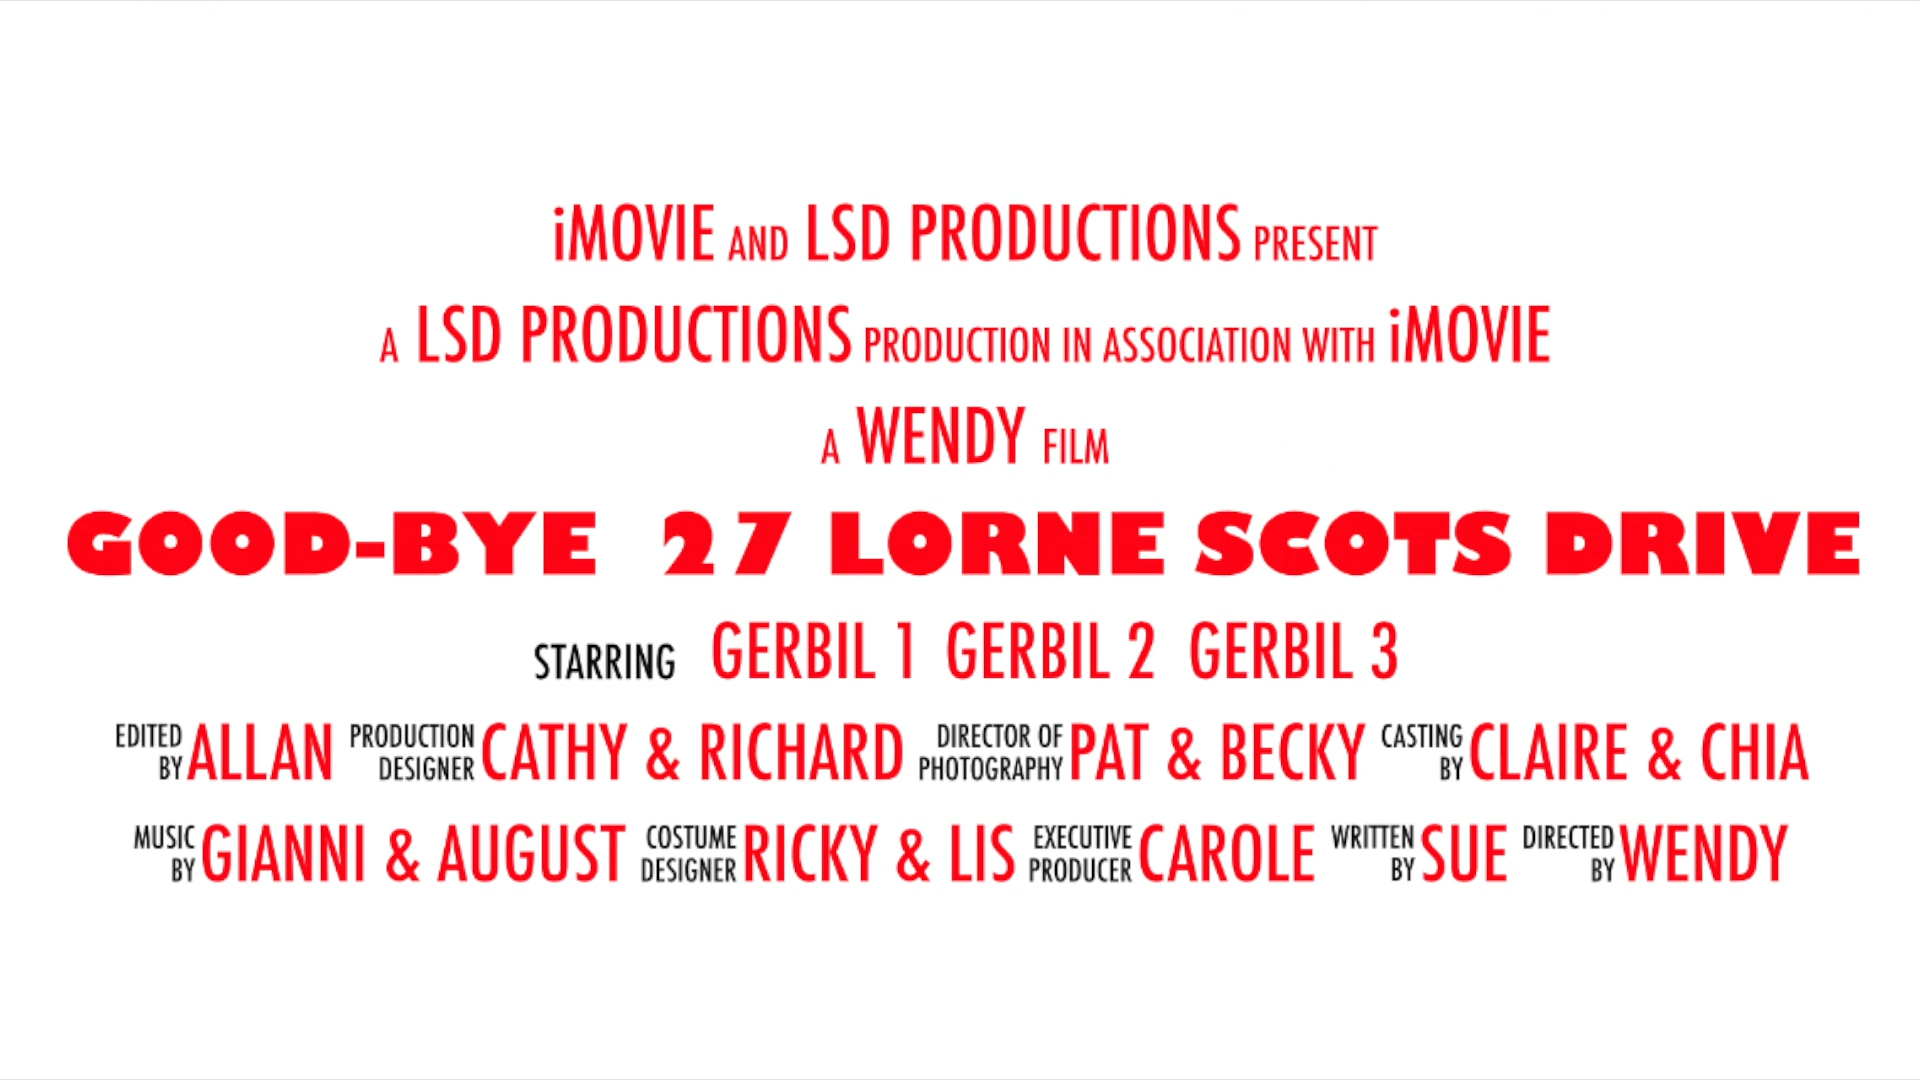 iMOVIE AND LSD PRODUCTIONS PRESENT
A LSD PRODUCTIONS PRODUCTION IN ASSOCIATION WITH iMOVIE
A WENDY FILM
GOOD-BYE 27 LORNE SCOTS DRIVE
STARRING GERBIL 1 GERBIL 2 GERBIL 3
EDITED BY ALLAN PRODUCTION DESIGNER CATHY & RICHARD DIRECTOR OF PHOTOGRAPHY PAT & BECKY CASTING BY CLAIRE & CHIA
MUSIC BY GIANNI & AUGUST COSTUME DESIGNER RICKY & LIS EXECUTIVE PRODUCER CAROLE WRITTEN BY SUE DIRECTED BY WENDY